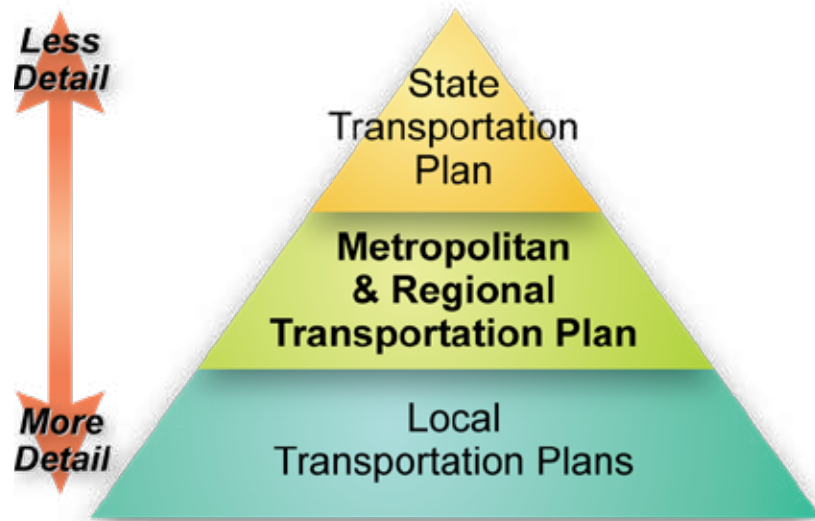 Less
Detail
State
Transportation
Plan
Metropolitan
& Regional
Transportation Plan
More
Detail
Local
Transportation Plans